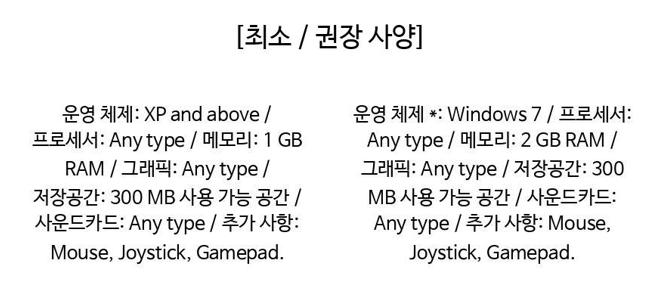 [최소 / 권장 사양]
운영 체제: XP and above /
프로세서: Any type / 메모리: 1 GB
RAM / 그래픽: Any type /
저장공간: 300 MB 사용 가능 공간 /
사운드카드: Any type / 추가 사항:
Mouse, Joystick, Gamepad.
운영 체제 *: Windows 7 / 프로세서:
Any type / 메모리: 2 GB RAM /
그래픽: Any type / 저장공간: 300
MB 사용 가능 공간 / 사운드카드:
Any type / 추가 사항: Mouse,
Joystick, Gamepad.